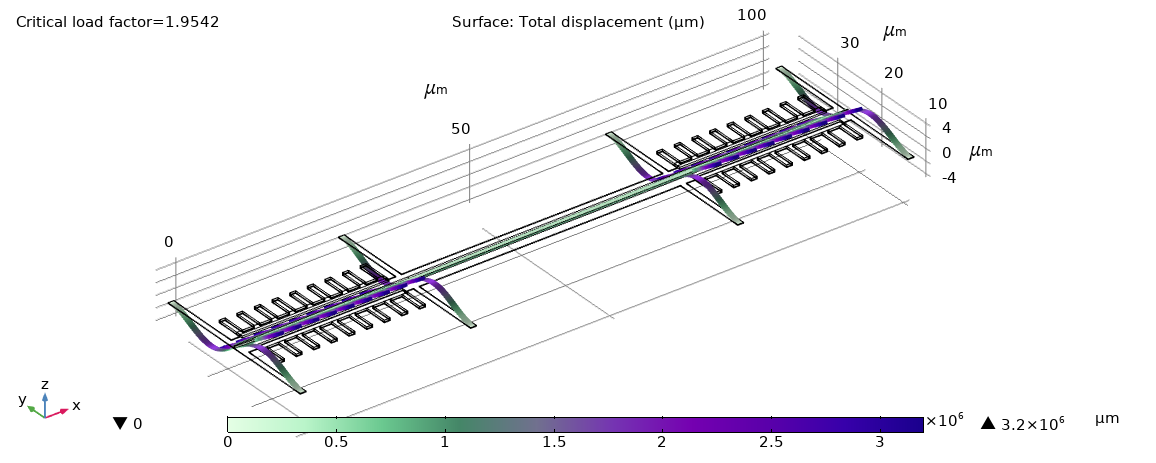 Critical load factor=1.9542
Surface: Total displacement (µm)
100
µm
30
µm
20
50
10
4
0
µm
-4
0
z
y
x
0
×10⁶
3.2×10⁶
µm
0
0.5
1
1.5
2
2.5
3